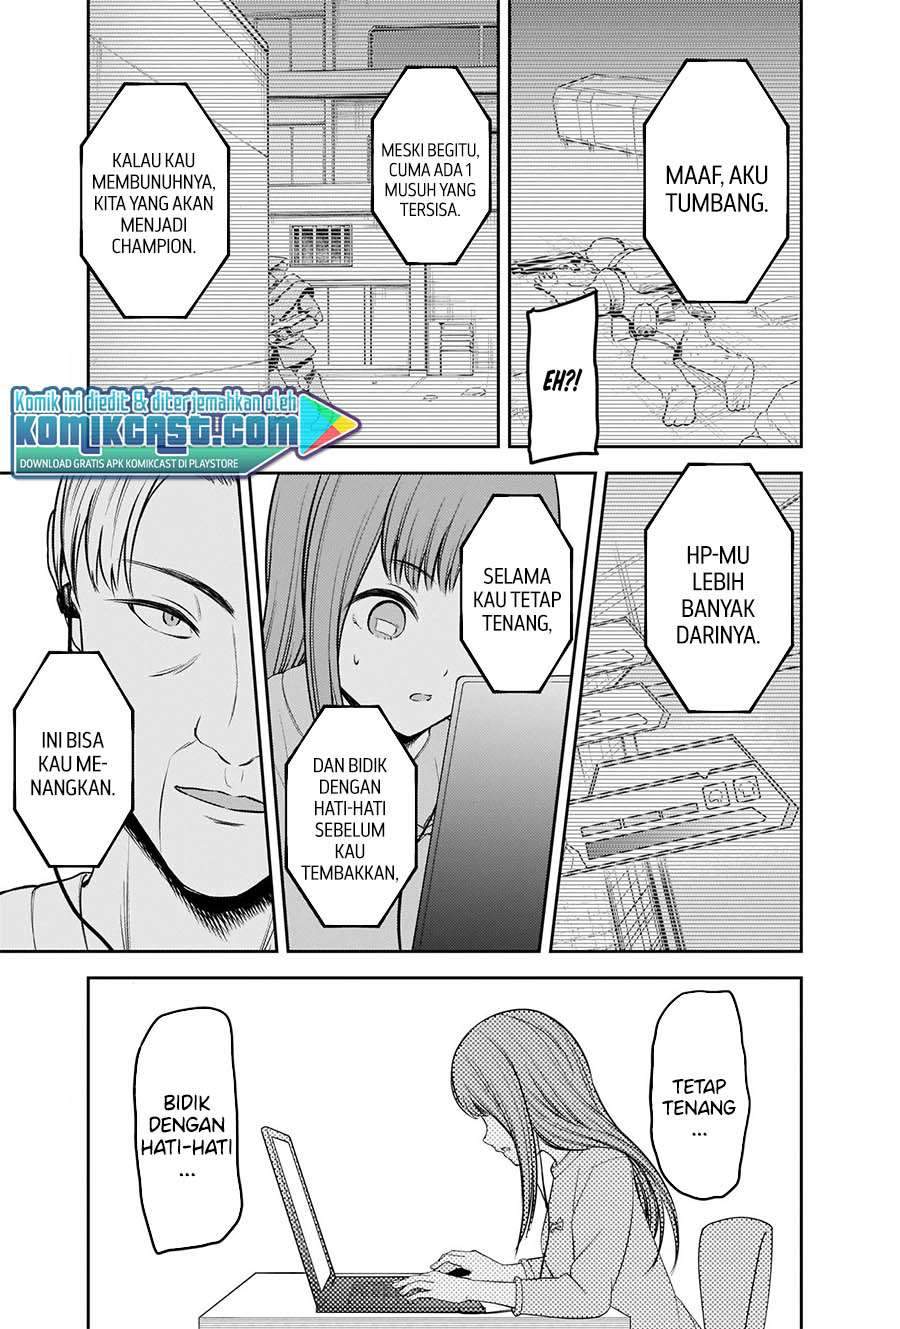 MAAF, AKU
TUMBANG.
EH?!
MESKI BEGITU,
CUMA ADA 1
MUSUH YANG
TERSISA.
KALAU KAU
MEMBUNUHNYA,
KITA YANG AKAN
MENJADI
CHAMPION.
Komik ini diedit & diterjemahkan oleh
KOMIKCAST.COM
DOWNLOAD GRATIS APK KOMIKCAST DI PLAYSTORE
HP-MU
LEBIH
BANYAK
DARINYA.
SELAMA
KAU TETAP
TENANG,
DAN BIDIK
DENGAN
HATI-HATI
SEBELUM
KAU
TEMBAKKAN,
INI BISA
KAU ME-
NANGKAN.
TETAP
TENANG
...
BIDIK
DENGAN
HATI-HATI
...